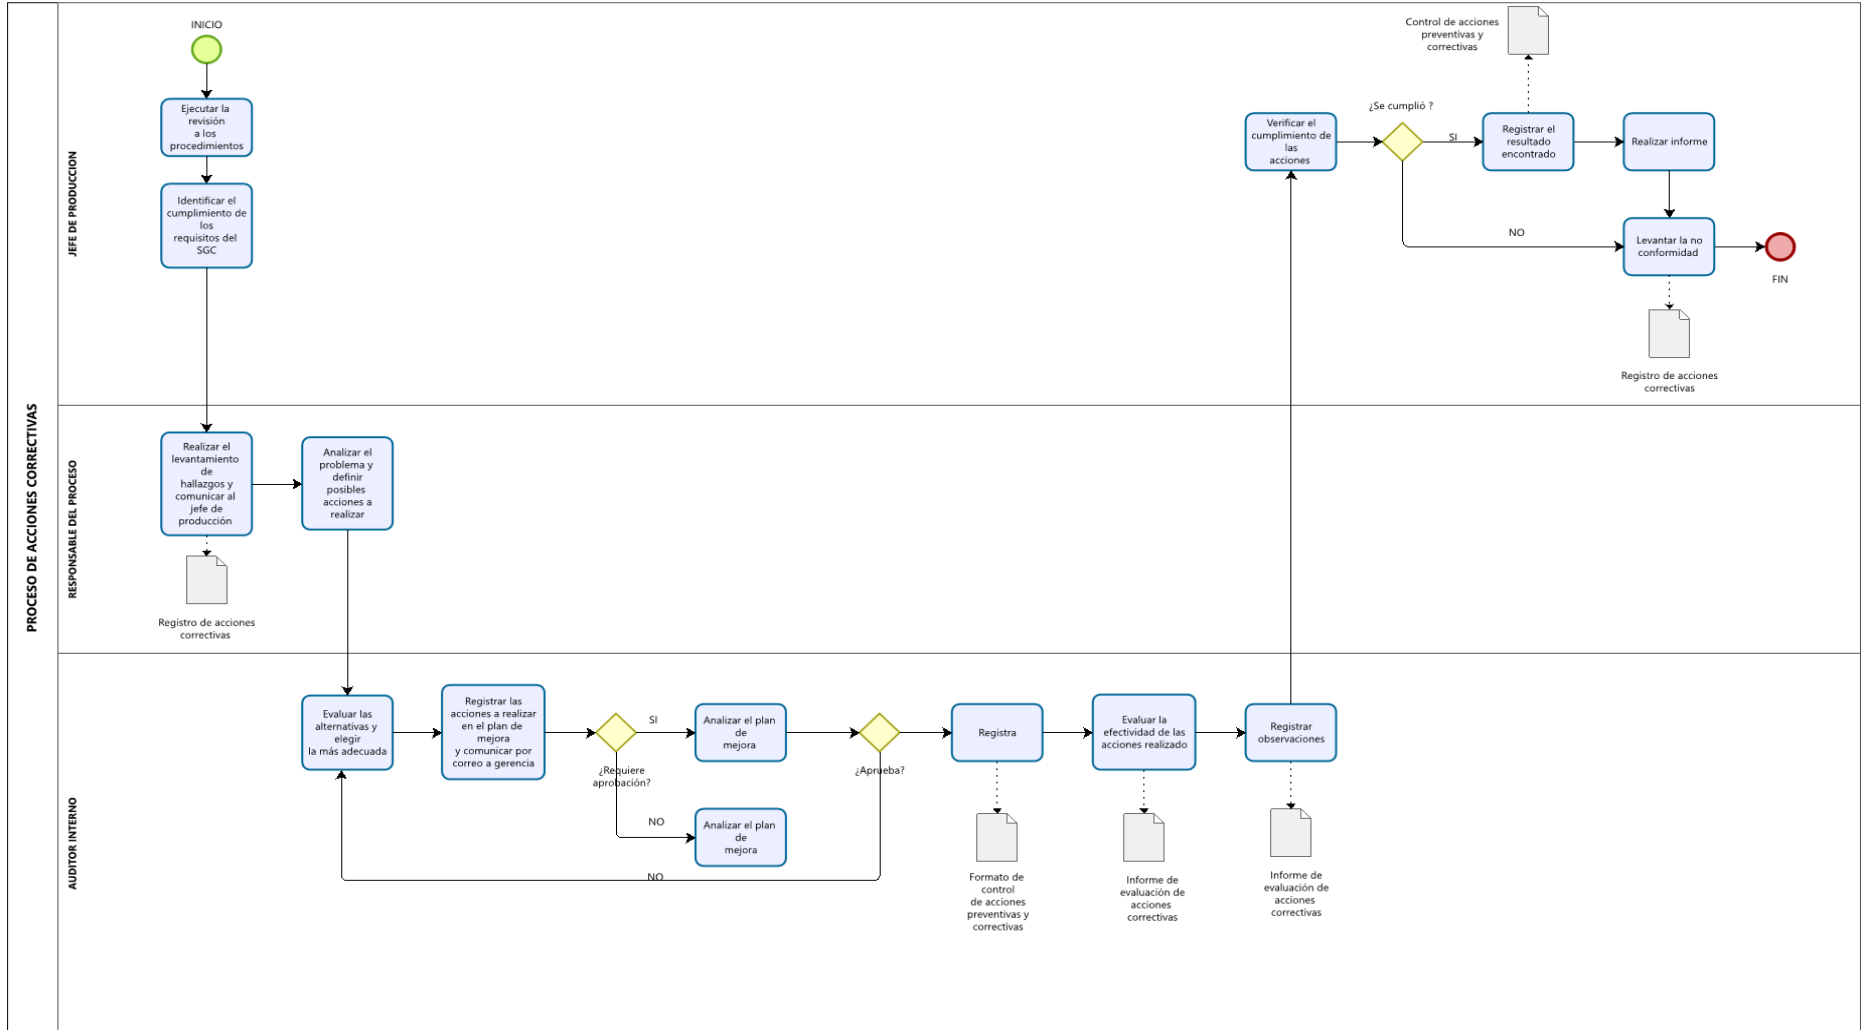 PROCESO DE ACCIONES CORRECTIVAS
JEFE DE PRODUCCION
INICIO
Ejecutar la
revisión
a los
procedimientos
Identificar el
cumplimiento de
los
requisitos del
SGC
Verificar el
cumplimiento de
las
acciones
¿Se cumplió ?
SI
NO
Control de acciones
preventivas y
correctivas
Registrar el
resultado
encontrado
Realizar informe
Levantar la no
conformidad
FIN
Registro de acciones
correctivas
RESPONSABLE DEL PROCESO
Realizar el
levantamiento
de
hallazgos y
comunicar al
jefe de
producción
Analizar el
problema y
definir
posibles
acciones a
realizar
Registro de acciones
correctivas
AUDITOR INTERNO
Evaluar las
alternativas y
elegir
la más adecuada
Registrar las
acciones a realizar
en el plan de
mejora
y comunicar por
correo a gerencia
¿Requiere
aprobación?
SI
Analizar el plan
de
mejora
NO
Analizar el plan
de
mejora
¿Aprueba?
NO
Registra
Formato de
control
de acciones
preventivas y
correctivas
Evaluar la
efectividad de las
acciones realizado
Informe de
evaluación de
acciones
correctivas
Registrar
observaciones
Informe de
evaluación de
acciones
correctivas